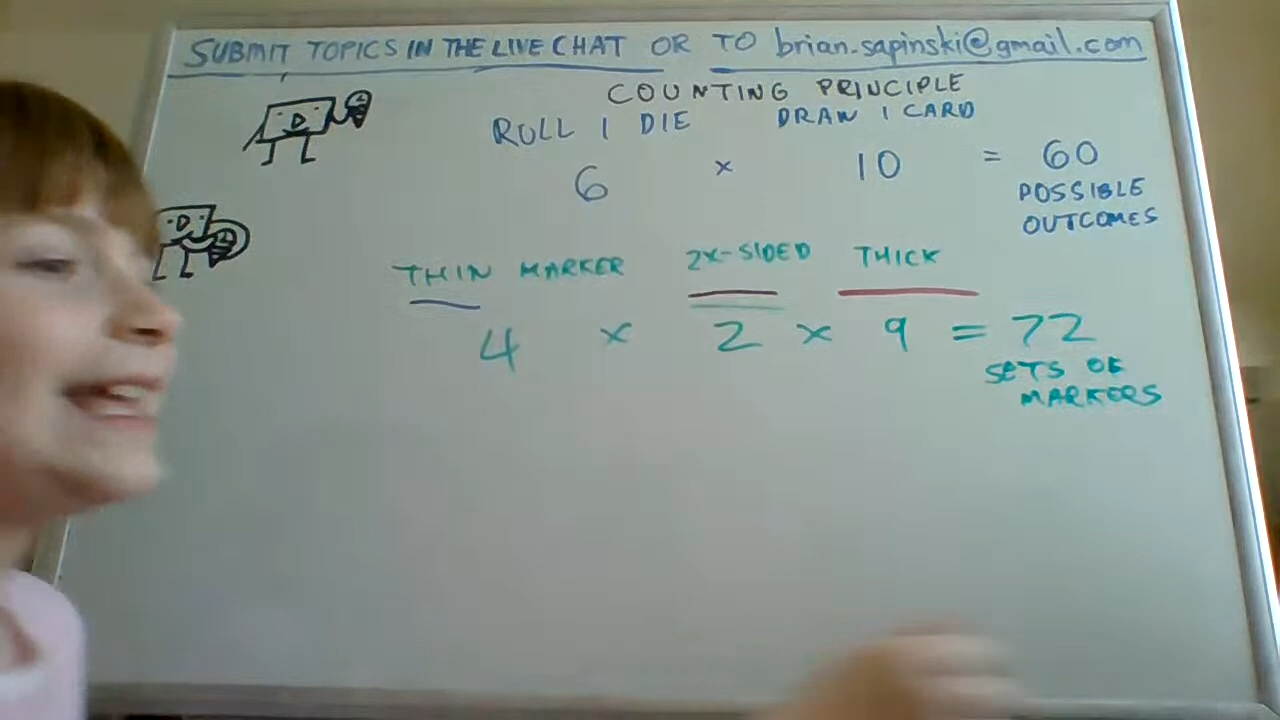 SUBMIT TOPICS IN THE LIVE CHAT OR TO brian.sapinski@gmail.com
COUNTING PRINCIPLE
ROLL 1 DIE DRAW 1 CARD
6 × 10 = 60
POSSIBLE
OUTCOMES
THIN MARKER 2X-SIDED THICK
4 × 2 × 9 = 72
SETS OF
MARKERS
D
D